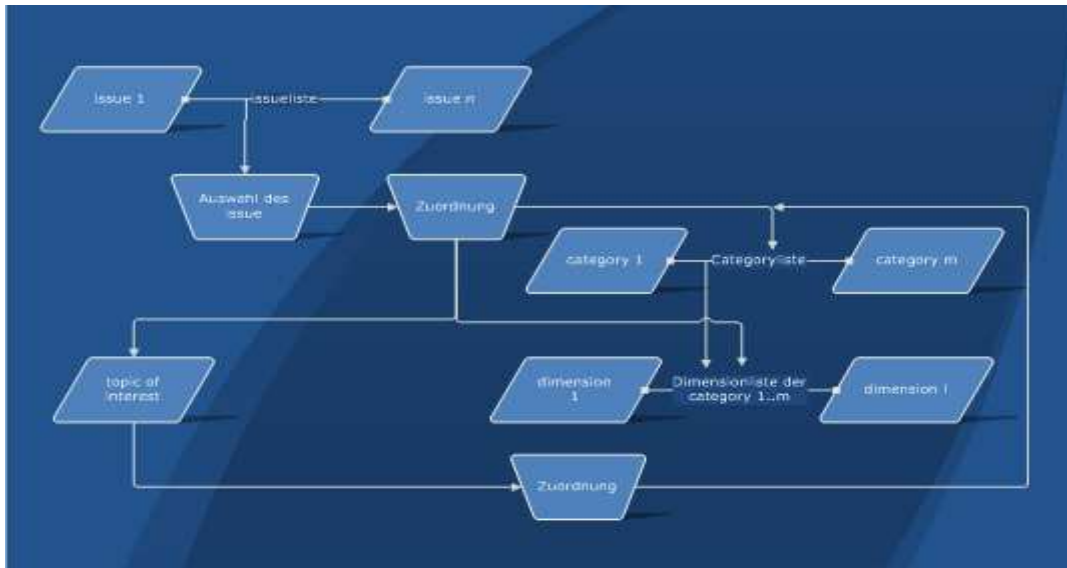 issue 1
issueliste
issue n
Auswahl des
issue
Zuordnung
category 1
Categoryliste
category m
topic of
interest
dimension
1
Dimensionliste der
category 1..m
dimension l
Zuordnung